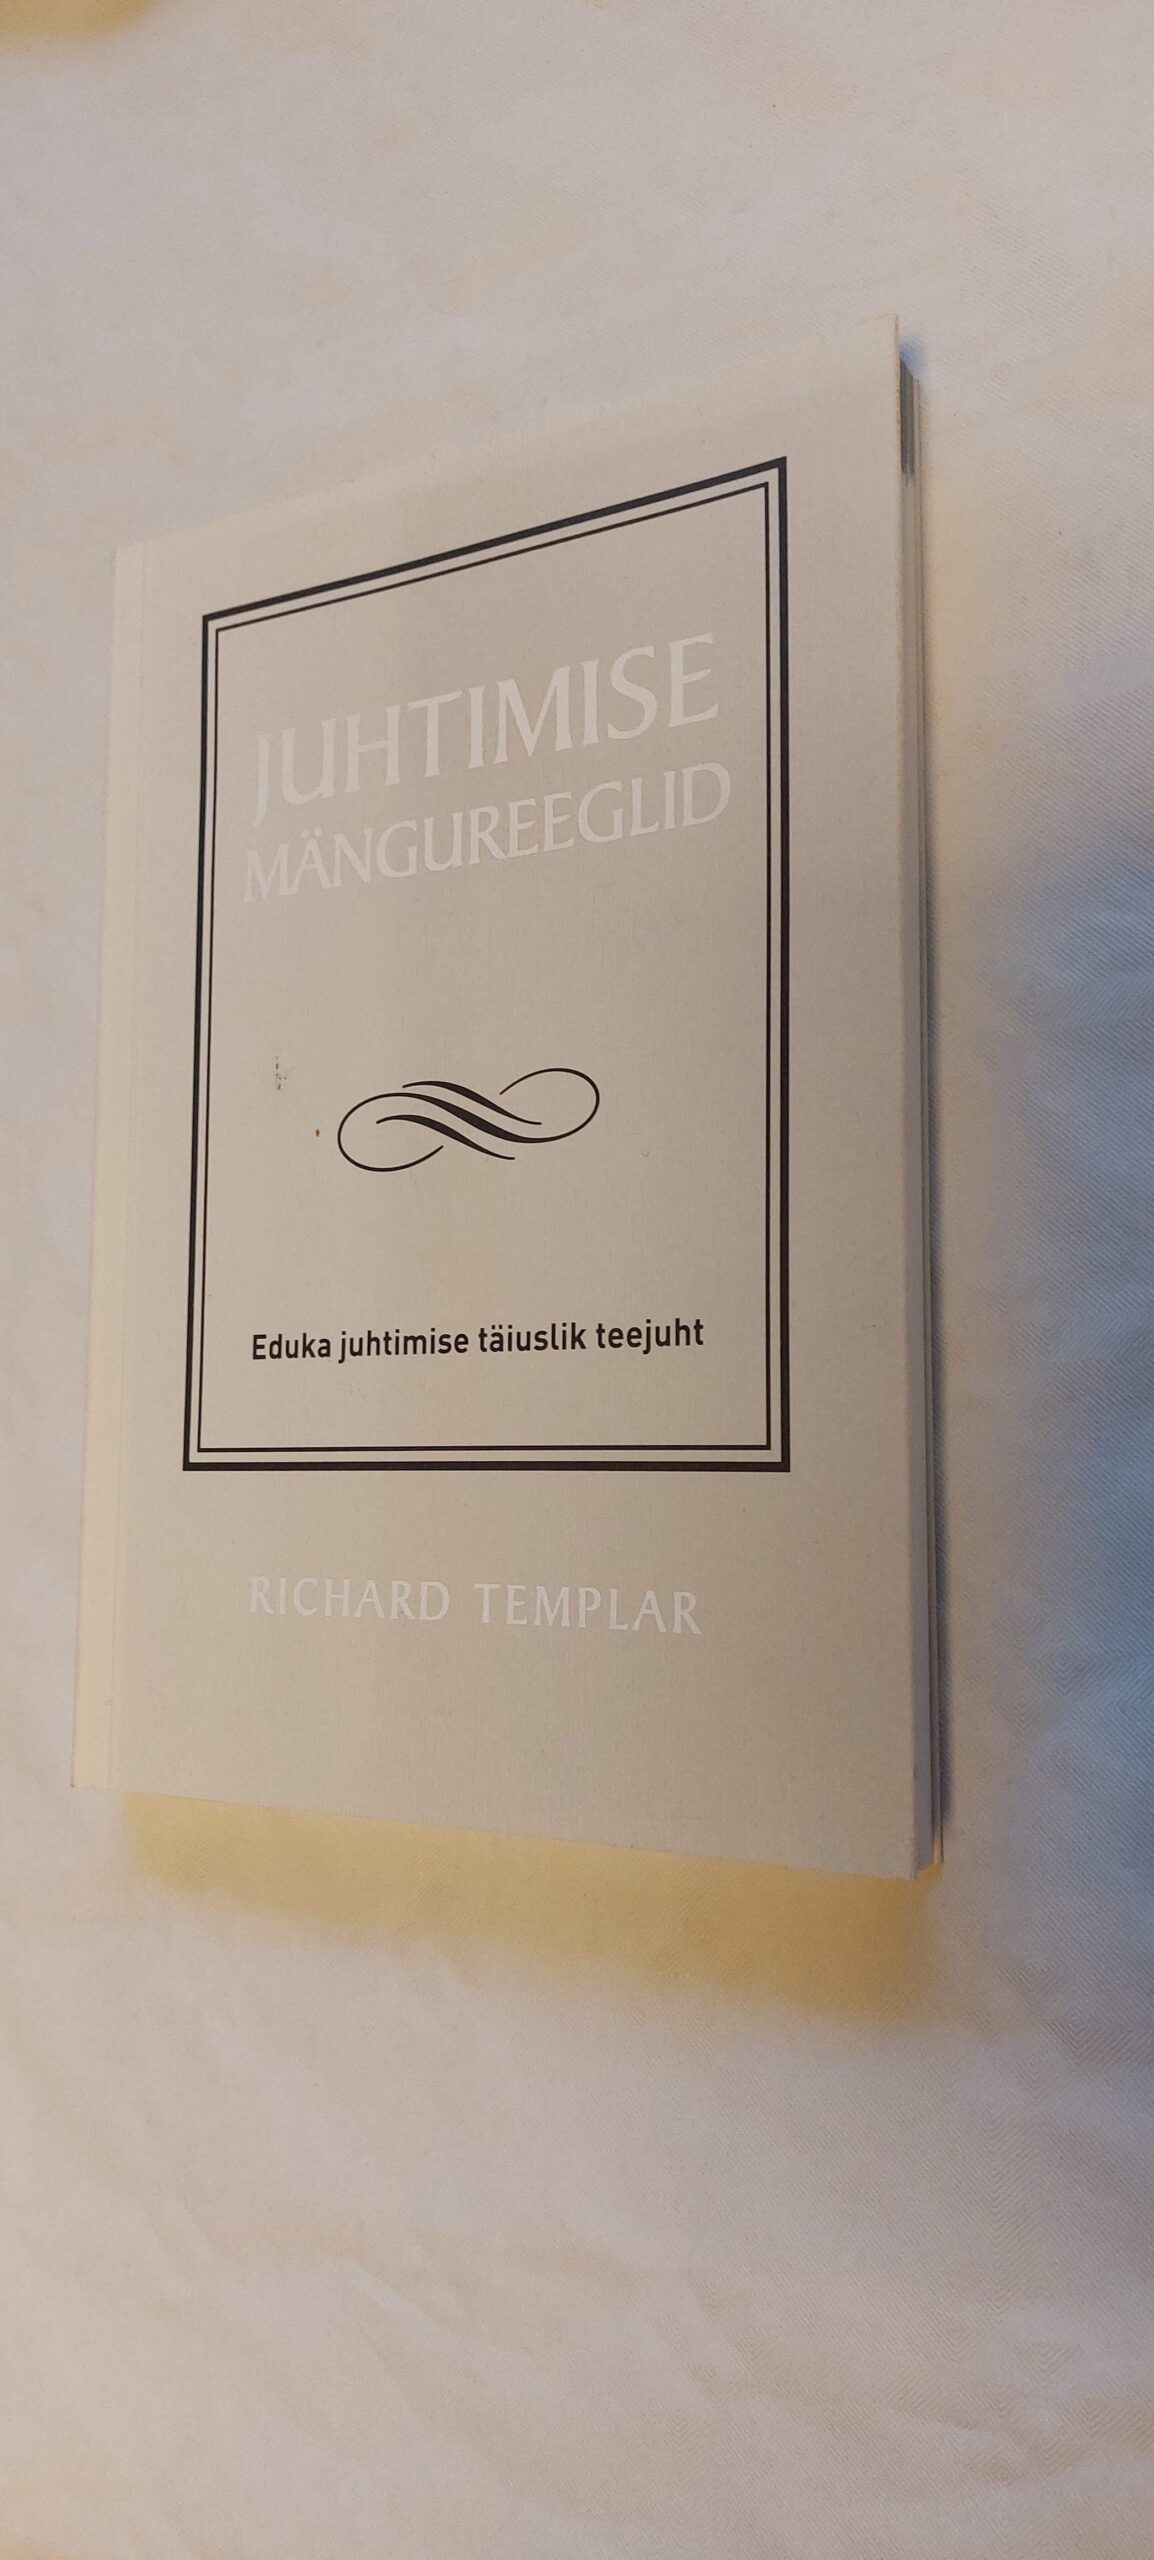 JUHTIMISE
MÄNGUREEGLID
Eduka juhtimise täiuslik teejuht
RICHARD TEMPLAR